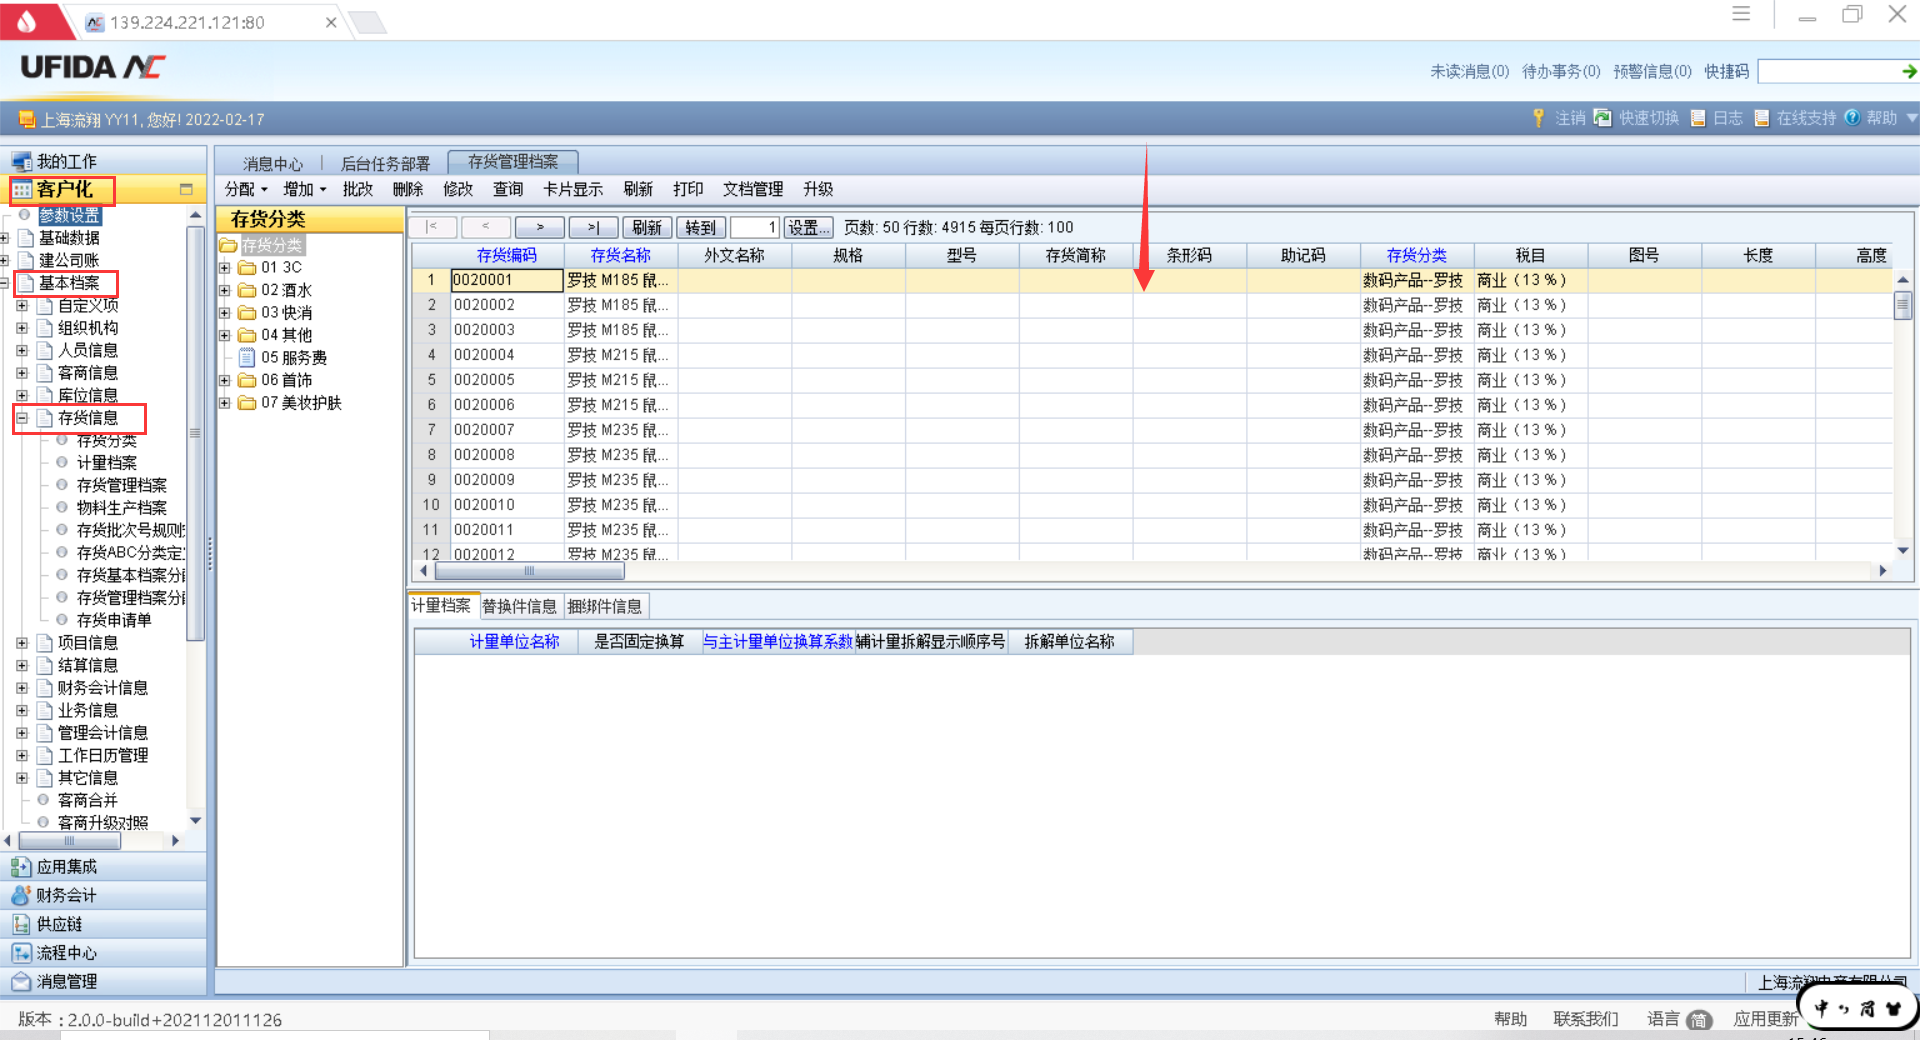 139.224.221.121:80
UFIDA NC
未读消息(0) 待办事务(0) 预警信息(0) 快捷码
上海流翔 YY11, 您好! 2022-02-17
注销 快速切换 日志 在线支持 帮助
我的工作
客户化
参数设置
基础数据
建公司账
基本档案
自定义项
组织机构
人员信息
客商信息
库位信息
存货信息
存货分类
计量档案
存货管理档案
物料生产档案
存货批次号规则
存货ABC分类定
存货基本档案分
存货管理档案分
存货申请单
项目信息
结算信息
财务会计信息
业务信息
管理会计信息
工作日历管理
其它信息
客商合并
客商升级对照
应用集成
财务会计
供应链
流程中心
消息管理
消息中心 后台任务部署 存货管理档案
分配 增加 批改 删除 修改 查询 卡片显示 刷新 打印 文档管理 升级
存货分类
存货分类
01 3C
02 酒水
03 快消
04 其他
05 服务费
06 首饰
07 美妆护肤
|< < > >| 刷新 转到 1 设置... 页数: 50 行数: 4915 每页行数: 100
存货编码 存货名称 外文名称 规格 型号 存货简称 条形码 助记码 存货分类 税目 图号 长度 高度
1 0020001 罗技 M185 鼠... 数码产品--罗技 商业（13％）
2 0020002 罗技 M185 鼠... 数码产品--罗技 商业（13％）
3 0020003 罗技 M185 鼠... 数码产品--罗技 商业（13％）
4 0020004 罗技 M215 鼠... 数码产品--罗技 商业（13％）
5 0020005 罗技 M215 鼠... 数码产品--罗技 商业（13％）
6 0020006 罗技 M215 鼠... 数码产品--罗技 商业（13％）
7 0020007 罗技 M235 鼠... 数码产品--罗技 商业（13％）
8 0020008 罗技 M235 鼠... 数码产品--罗技 商业（13％）
9 0020009 罗技 M235 鼠... 数码产品--罗技 商业（13％）
10 0020010 罗技 M235 鼠... 数码产品--罗技 商业（13％）
11 0020011 罗技 M235 鼠... 数码产品--罗技 商业（13％）
12 0020012 罗技 M235 鼠... 数码产品--罗技 商业（13％）
计量档案 替换件信息 捆绑件信息
计量单位名称 是否固定换算 与主计量单位换算系数 辅计量拆解显示顺序号 拆解单位名称
上海流翔电商有限公司
版本 : 2.0.0-build+202112011126
帮助 联系我们 语言 简 应用更新
中 简